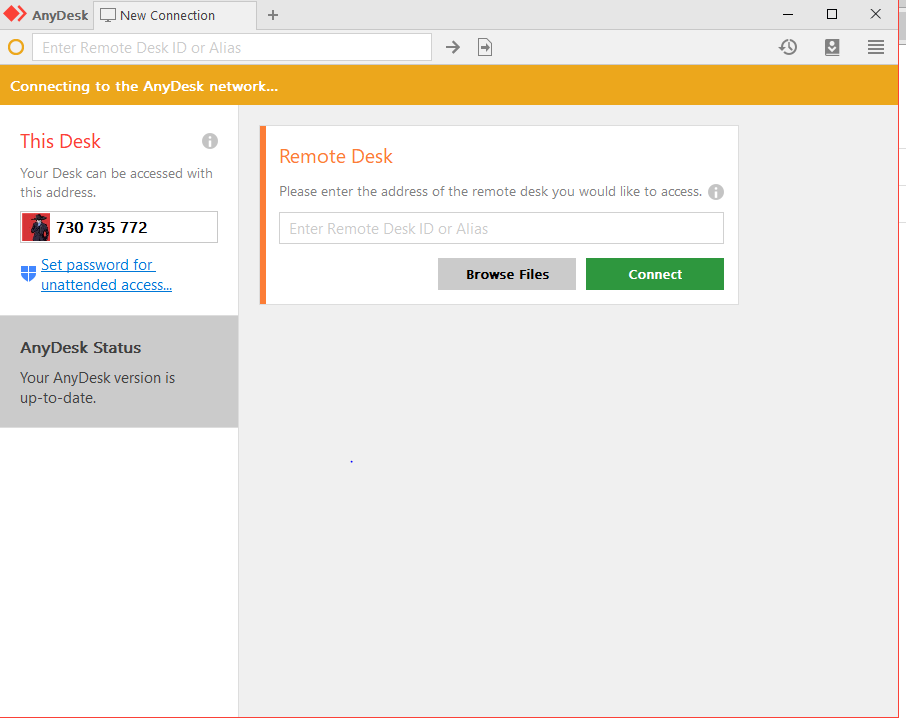 AnyDesk
New Connection
Enter Remote Desk ID or Alias
Connecting to the AnyDesk network...
This Desk
Your Desk can be accessed with
this address.
730 735 772
Set password for
unattended access...
AnyDesk Status
Your AnyDesk version is
up-to-date.
Remote Desk
Please enter the address of the remote desk you would like to access.
Enter Remote Desk ID or Alias
Browse Files
Connect